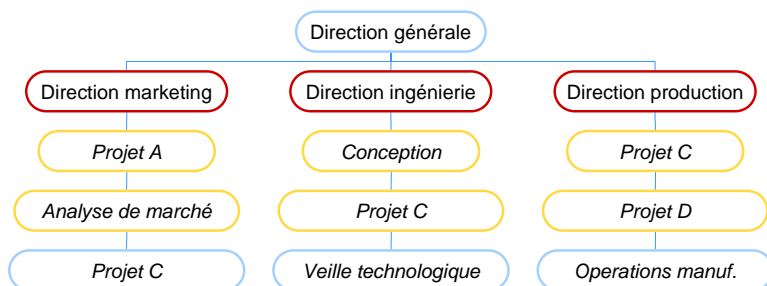 Direction générale
Direction marketing
Direction ingénierie
Direction production
Projet A
Conception
Projet C
Analyse de marché
Projet C
Projet D
Projet C
Veille technologique
Operations manuf.